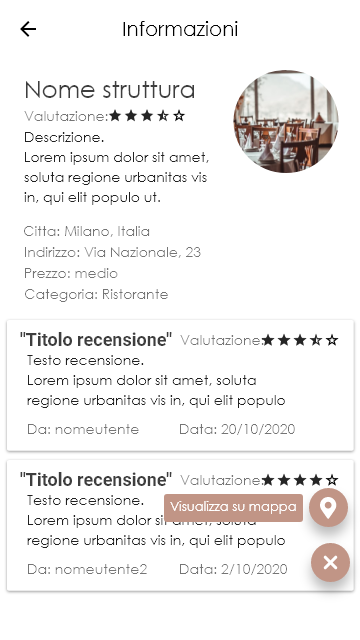 Informazioni
Nome struttura
Valutazione:
Descrizione.
Lorem ipsum dolor sit amet,
soluta regione urbanitas vis
in, qui elit populo ut.
Citta: Milano, Italia
Indirizzo: Via Nazionale, 23
Prezzo: medio
Categoria: Ristorante
"Titolo recensione" Valutazione:
Testo recensione.
Lorem ipsum dolor sit amet, soluta
regione urbanitas vis in, qui elit populo
Da: nomeutente Data: 20/10/2020
"Titolo recensione" Valutazione:
Testo recensione.
Visualizza su mappa
Lorem ipsum dolor sit amet, soluta
regione urbanitas vis in, qui elit populo
Da: nomeutente2 Data: 2/10/2020